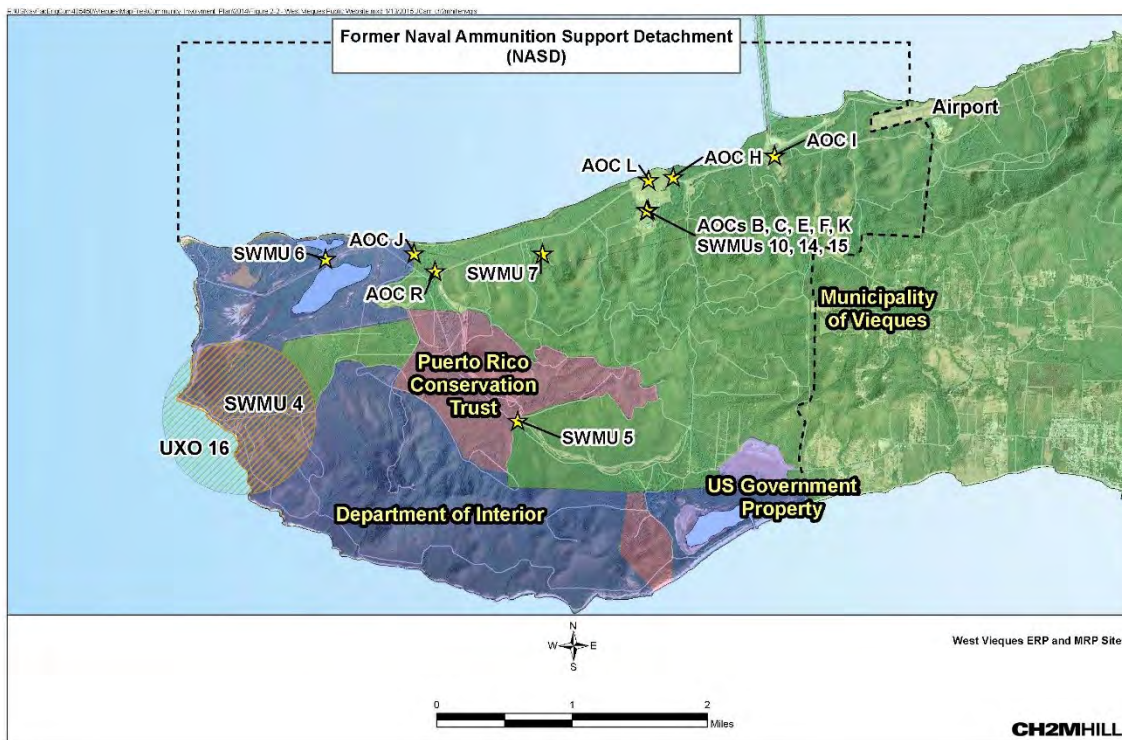 Former Naval Ammunition Support Detachment
(NASD)
Airport
AOC L
AOC H
AOC I
AOCs B, C, E, F, K
SWMUs 10, 14, 15
SWMU 6
AOC J
AOC R
SWMU 7
Municipality
of Vieques
Puerto Rico
Conservation
Trust
SWMU 4
UXO 16
SWMU 5
US Government
Property
Department of Interior
N
W E
S
West Vieques ERP and MRP Site
0 1 2
Miles
CH2MHILL